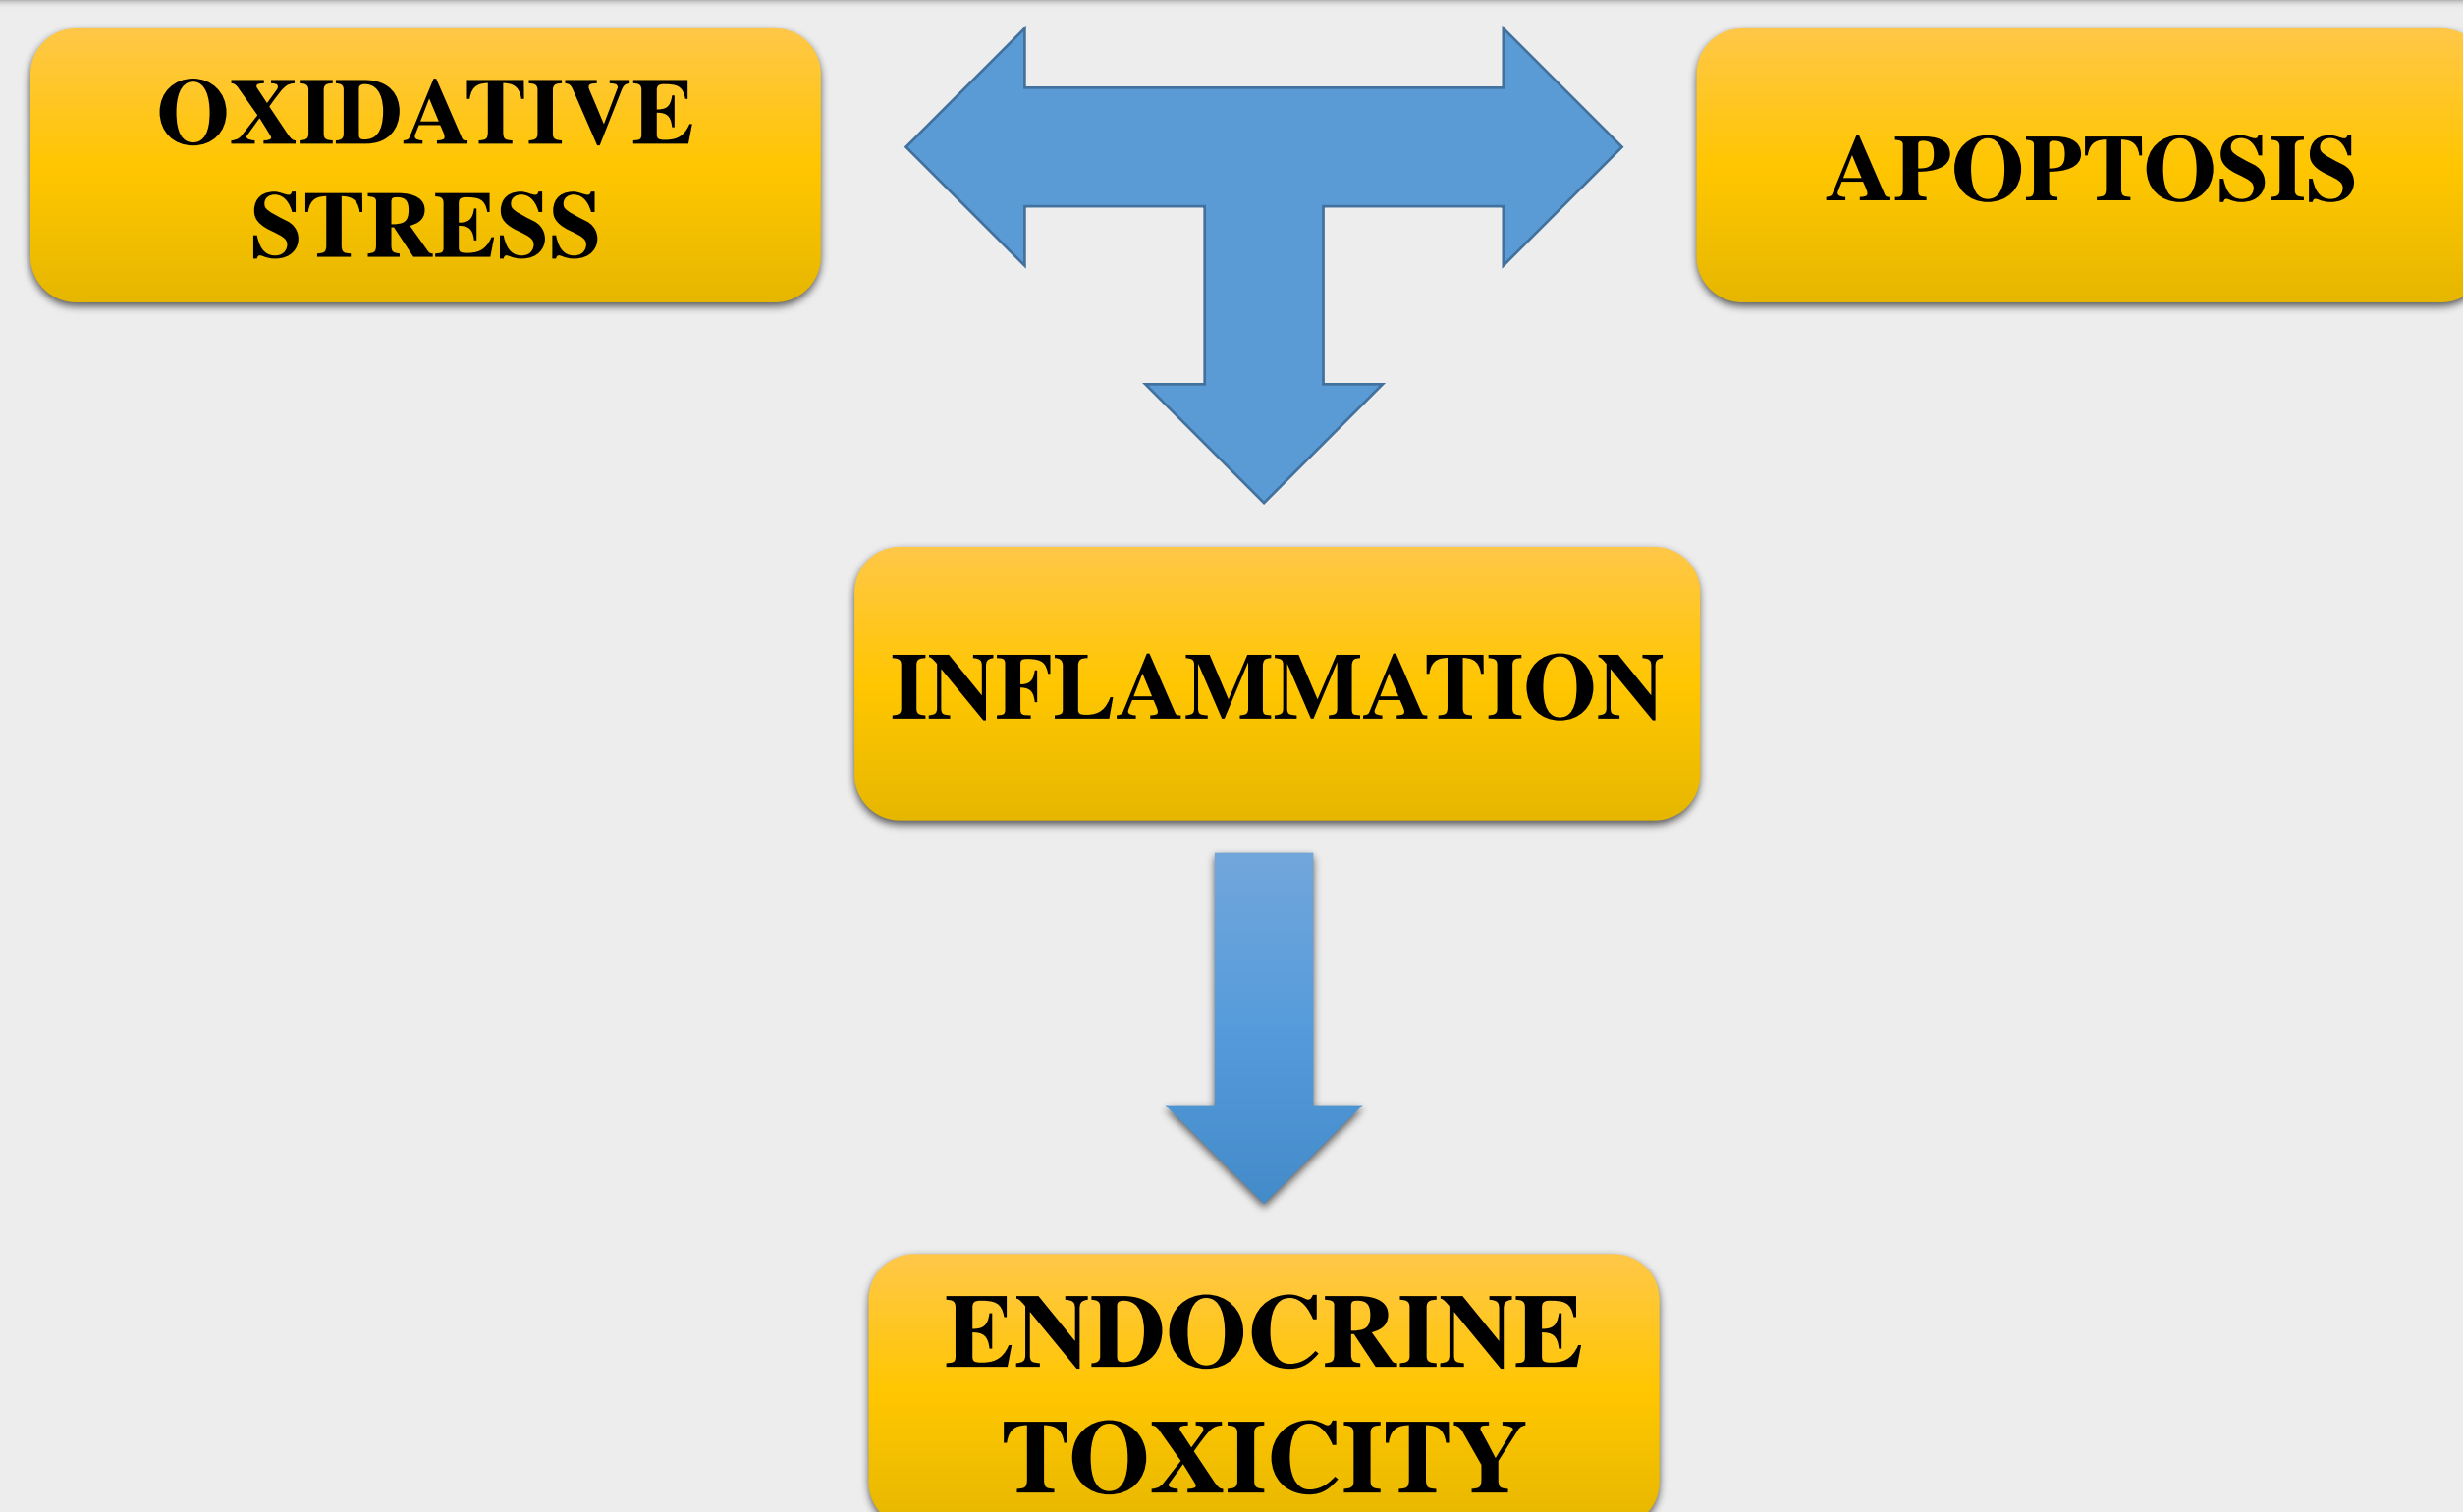 OXIDATIVE
STRESS
APOPTOSIS
INFLAMMATION
ENDOCRINE
TOXICITY